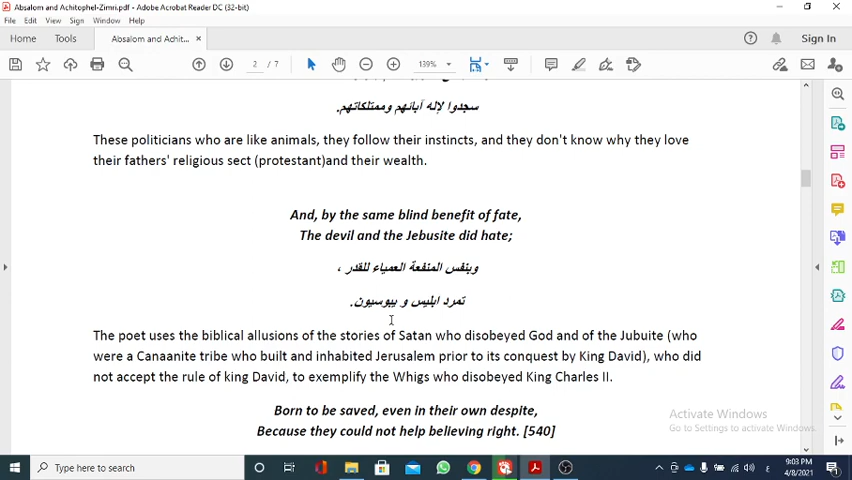 Absalom and Achitophel-Zimri.pdf - Adobe Acrobat Reader DC (32-bit)
File Edit View Sign Window Help
Home Tools Absalom and Achit... × Sign In
2 / 7 139%
سجدوا لإله آبائهم وممتلكاتهم.
These politicians who are like animals, they follow their instincts, and they don't know why they love
their fathers' religious sect (protestant)and their wealth.
And, by the same blind benefit of fate,
The devil and the Jebusite did hate;
وبنفس المنفعة العمياء للقدر ،
تمرد ابليس و يبوسيون.
The poet uses the biblical allusions of the stories of Satan who disobeyed God and of the Jubuite (who
were a Canaanite tribe who built and inhabited Jerusalem prior to its conquest by King David), who did
not accept the rule of king David, to exemplify the Whigs who disobeyed King Charles II.
Born to be saved, even in their own despite,
Because they could not help believing right. [540]
Activate Windows
Go to Settings to activate Windows.
Type here to search
ع
9:03 PM
4/8/2021